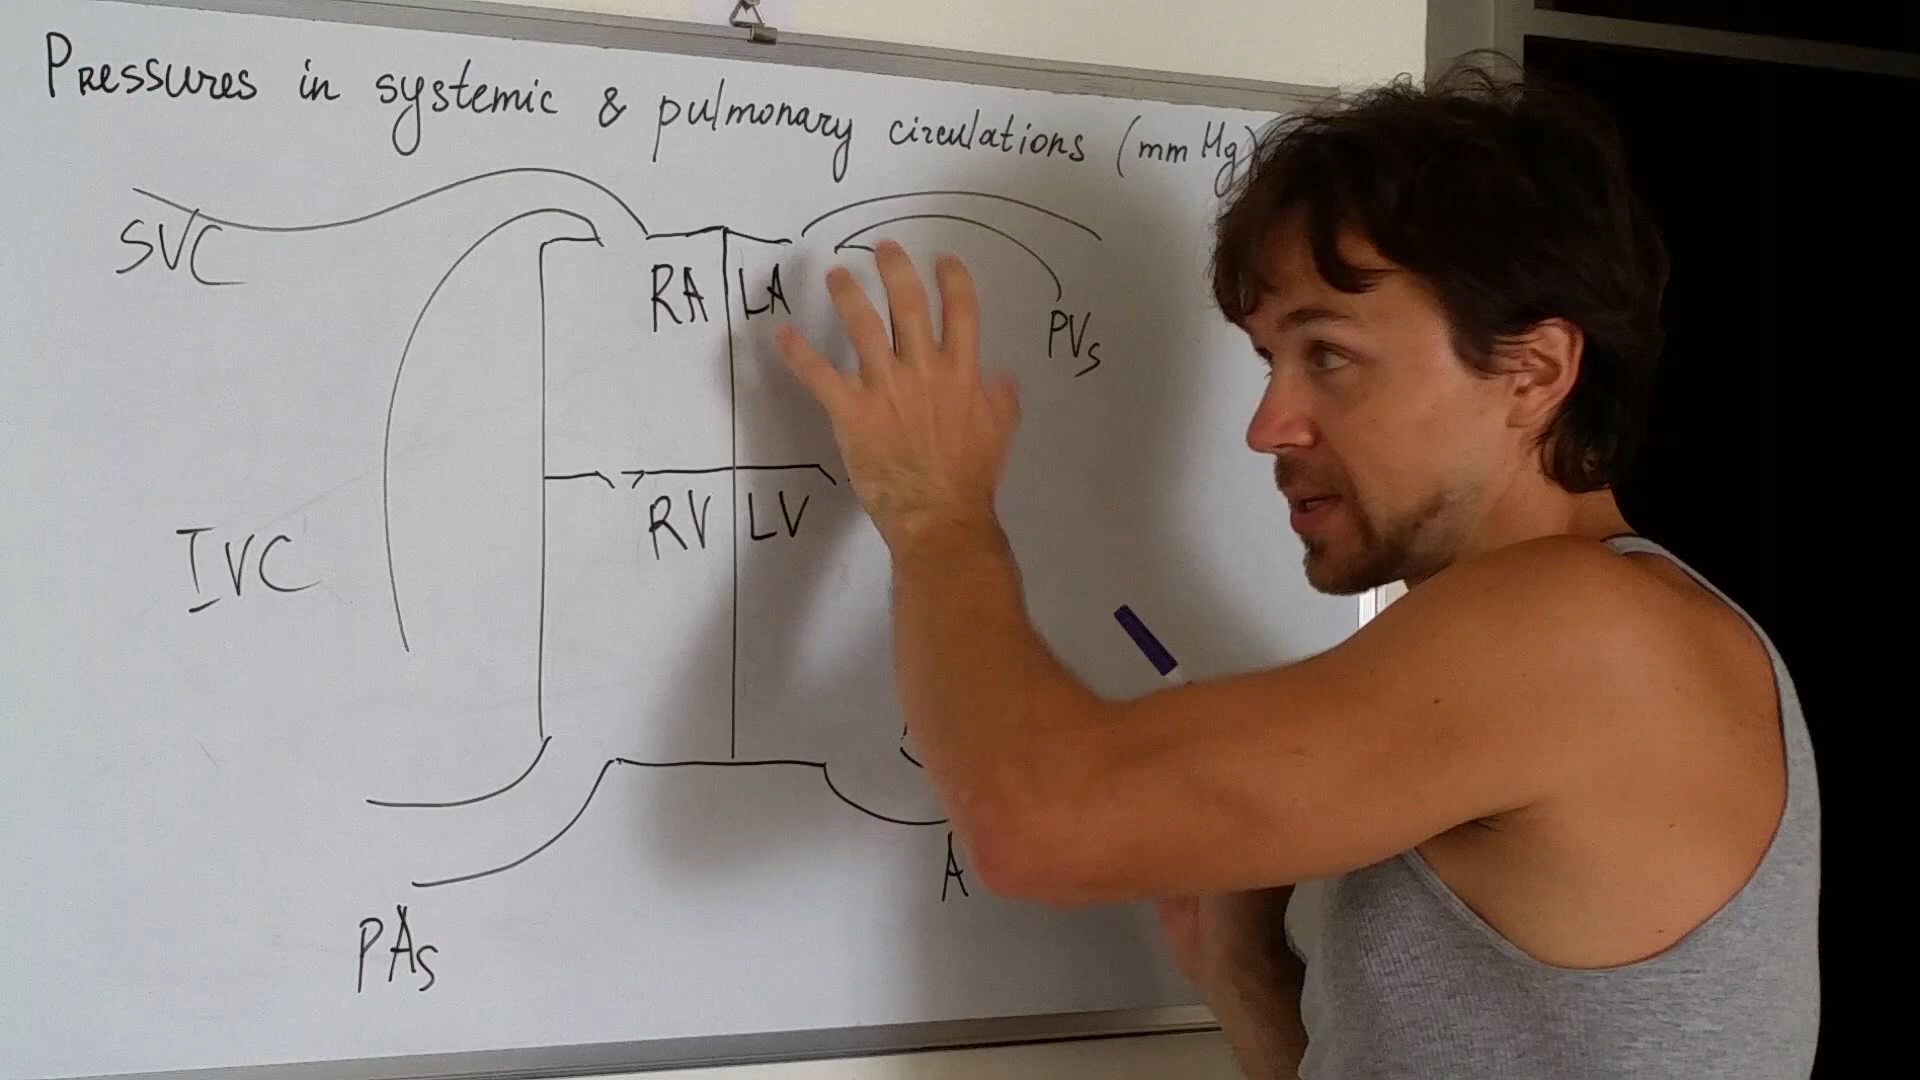 Pressures in systemic & pulmonary circulations (mm Hg)
SVC
RA LA
PVs
RV LV
IVC
A
PAs